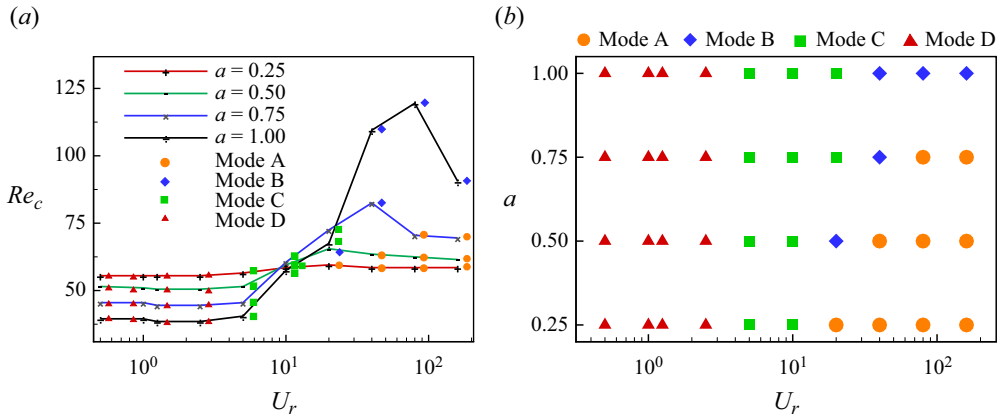 (a)
a = 0.25
a = 0.50
a = 0.75
a = 1.00
Mode A
Mode B
Mode C
Mode D
125
100
75
50
Re_c
10^0
10^1
10^2
U_r
(b)
Mode A Mode B Mode C Mode D
1.00
0.75
0.50
0.25
a
10^0
10^1
10^2
U_r